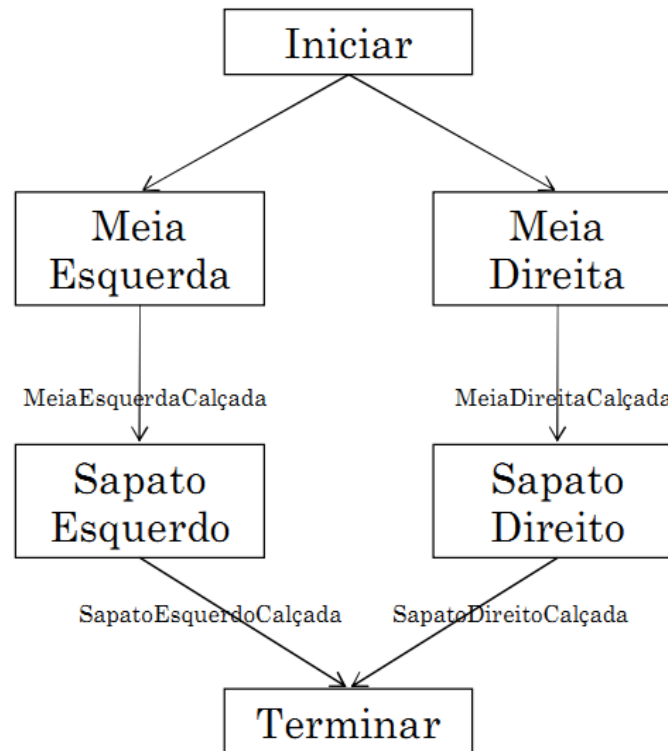 Iniciar
Meia
Esquerda
Meia
Direita
MeiaEsquerdaCalçada
MeiaDireitaCalçada
Sapato
Esquerdo
Sapato
Direito
SapatoEsquerdoCalçada
SapatoDireitoCalçada
Terminar